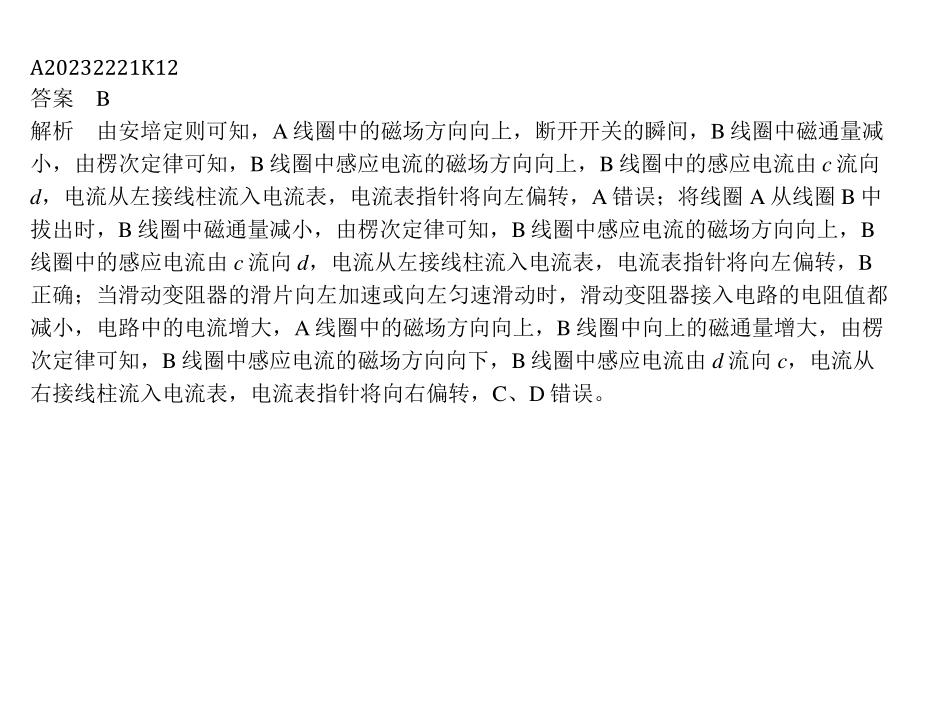 A20232221K12
答案　B
解析　由安培定则可知，A 线圈中的磁场方向向上，断开开关的瞬间，B 线圈中磁通量减
小，由楞次定律可知，B 线圈中感应电流的磁场方向向上，B 线圈中的感应电流由 c 流向
d，电流从左接线柱流入电流表，电流表指针将向左偏转，A 错误；将线圈 A 从线圈 B 中
拔出时，B 线圈中磁通量减小，由楞次定律可知，B 线圈中感应电流的磁场方向向上，B
线圈中的感应电流由 c 流向 d，电流从左接线柱流入电流表，电流表指针将向左偏转，B
正确；当滑动变阻器的滑片向左加速或向左匀速滑动时，滑动变阻器接入电路的电阻值都
减小，电路中的电流增大，A 线圈中的磁场方向向上，B 线圈中向上的磁通量增大，由楞
次定律可知，B 线圈中感应电流的磁场方向向下，B 线圈中感应电流由 d 流向 c，电流从
右接线柱流入电流表，电流表指针将向右偏转，C、D 错误。